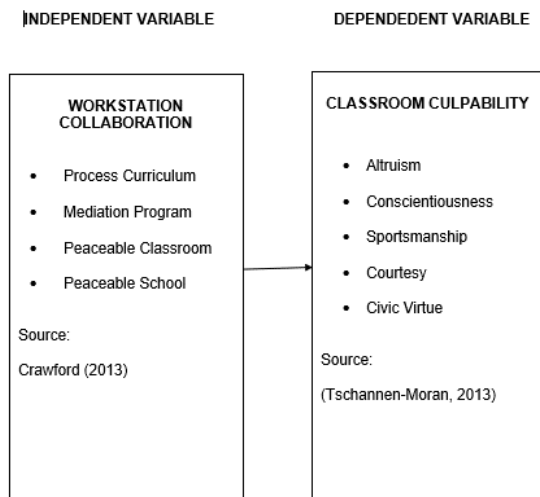 INDEPENDENT VARIABLE
WORKSTATION
COLLABORATION
• Process Curriculum
• Mediation Program
• Peaceable Classroom
• Peaceable School
Source:
Crawford (2013)
DEPENDEDENT VARIABLE
CLASSROOM CULPABILITY
• Altruism
• Conscientiousness
• Sportsmanship
• Courtesy
• Civic Virtue
Source:
(Tschannen-Moran, 2013)